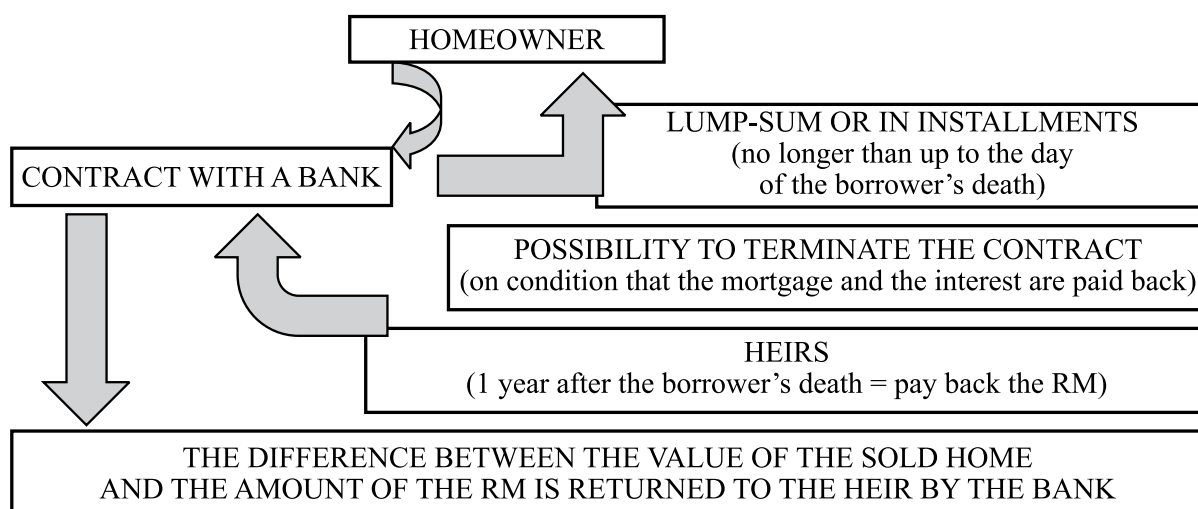 HOMEOWNER
LUMP-SUM OR IN INSTALLMENTS
(no longer than up to the day
of the borrower’s death)
CONTRACT WITH A BANK
POSSIBILITY TO TERMINATE THE CONTRACT
(on condition that the mortgage and the interest are paid back)
HEIRS
(1 year after the borrower’s death = pay back the RM)
THE DIFFERENCE BETWEEN THE VALUE OF THE SOLD HOME
AND THE AMOUNT OF THE RM IS RETURNED TO THE HEIR BY THE BANK